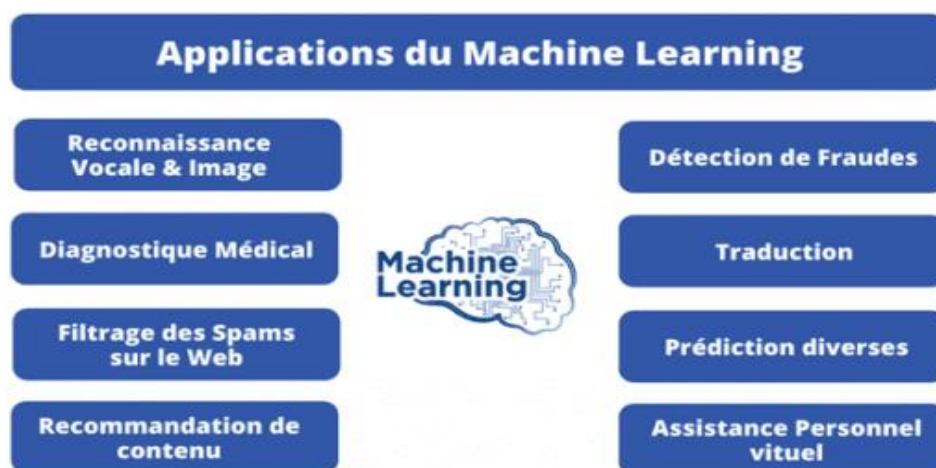 Applications du Machine Learning
Reconnaissance
Vocale & Image
Diagnostique Médical
Filtrage des Spams
sur le Web
Recommandation de
contenu
Machine
Learning
Détection de Fraudes
Traduction
Prédiction diverses
Assistance Personnel
vituel